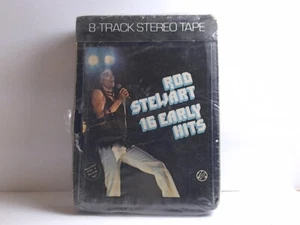 8-TRACK STEREO TAPE
ROD
STEWART
16 EARLY
HITS